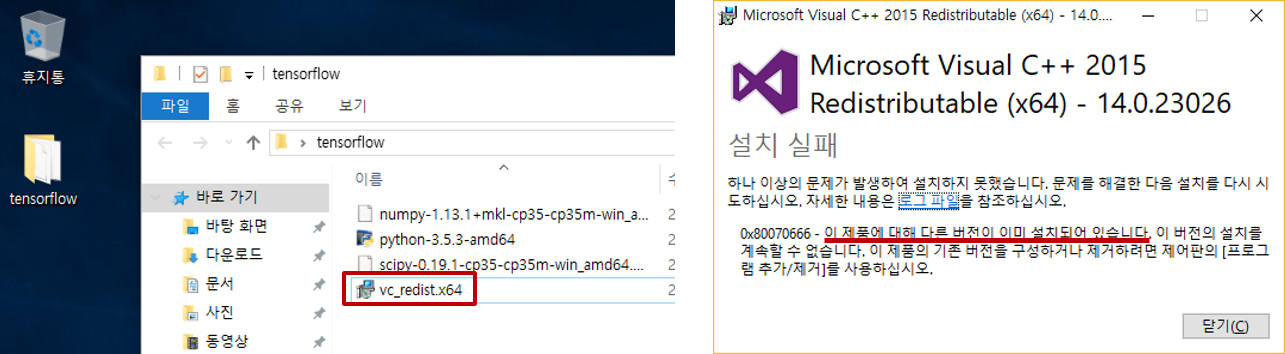 휴지통
tensorflow
tensorflow
파일 홈 공유 보기
tensorflow
이름
바로 가기
numpy-1.13.1+mkl-cp35-cp35m-win_a...
바탕 화면
python-3.5.3-amd64
다운로드
scipy-0.19.1-cp35-cp35m-win_amd64....
문서
vc_redist.x64
사진
동영상
Microsoft Visual C++ 2015 Redistributable (x64) - 14.0....
Microsoft Visual C++ 2015
Redistributable (x64) - 14.0.23026
설치 실패
하나 이상의 문제가 발생하여 설치하지 못했습니다. 문제를 해결한 다음 설치를 다시 시
도하십시오. 자세한 내용은 로그 파일을 참조하십시오.
0x80070666 - 이 제품에 대해 다른 버전이 이미 설치되어 있습니다. 이 버전의 설치를
계속할 수 없습니다. 이 제품의 기존 버전을 구성하거나 제거하려면 제어판의 [프로그
램 추가/제거]를 사용하십시오.
닫기(C)